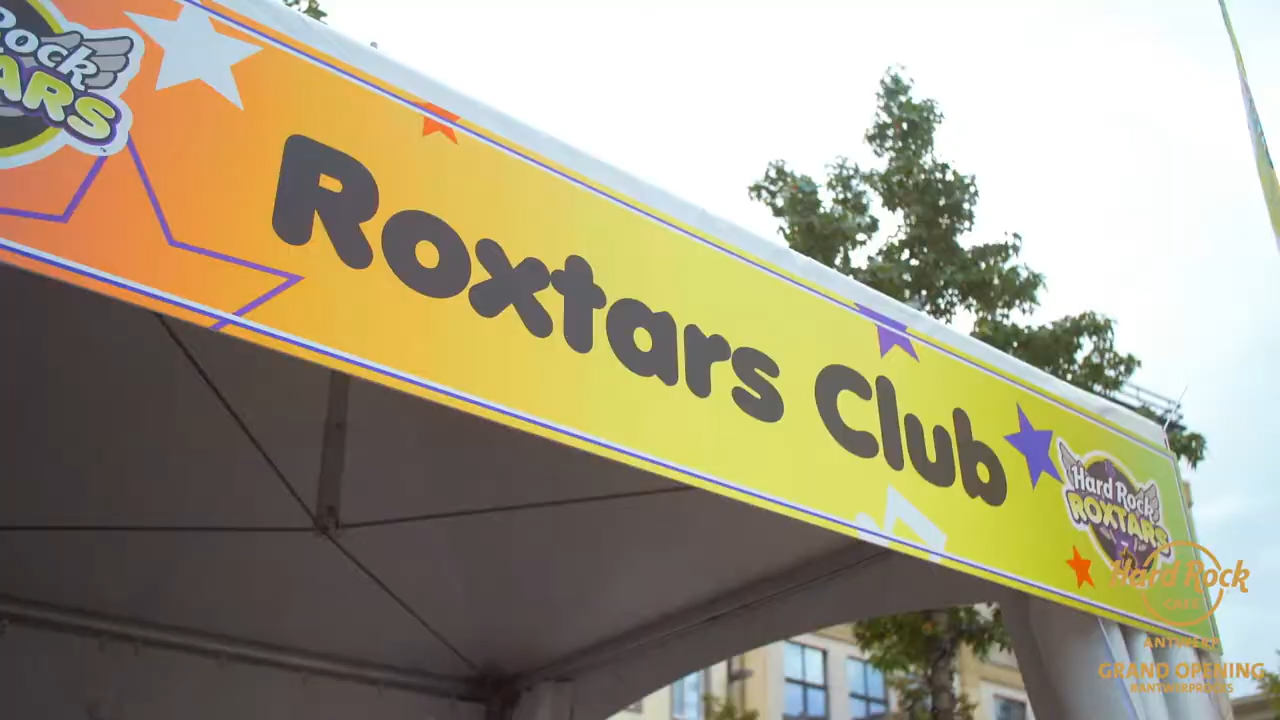 Rock
ARS
Roxtars Club
Hard Rock
ROXTARS
Hard Rock
CAFE
ANTWERP
GRAND OPENING